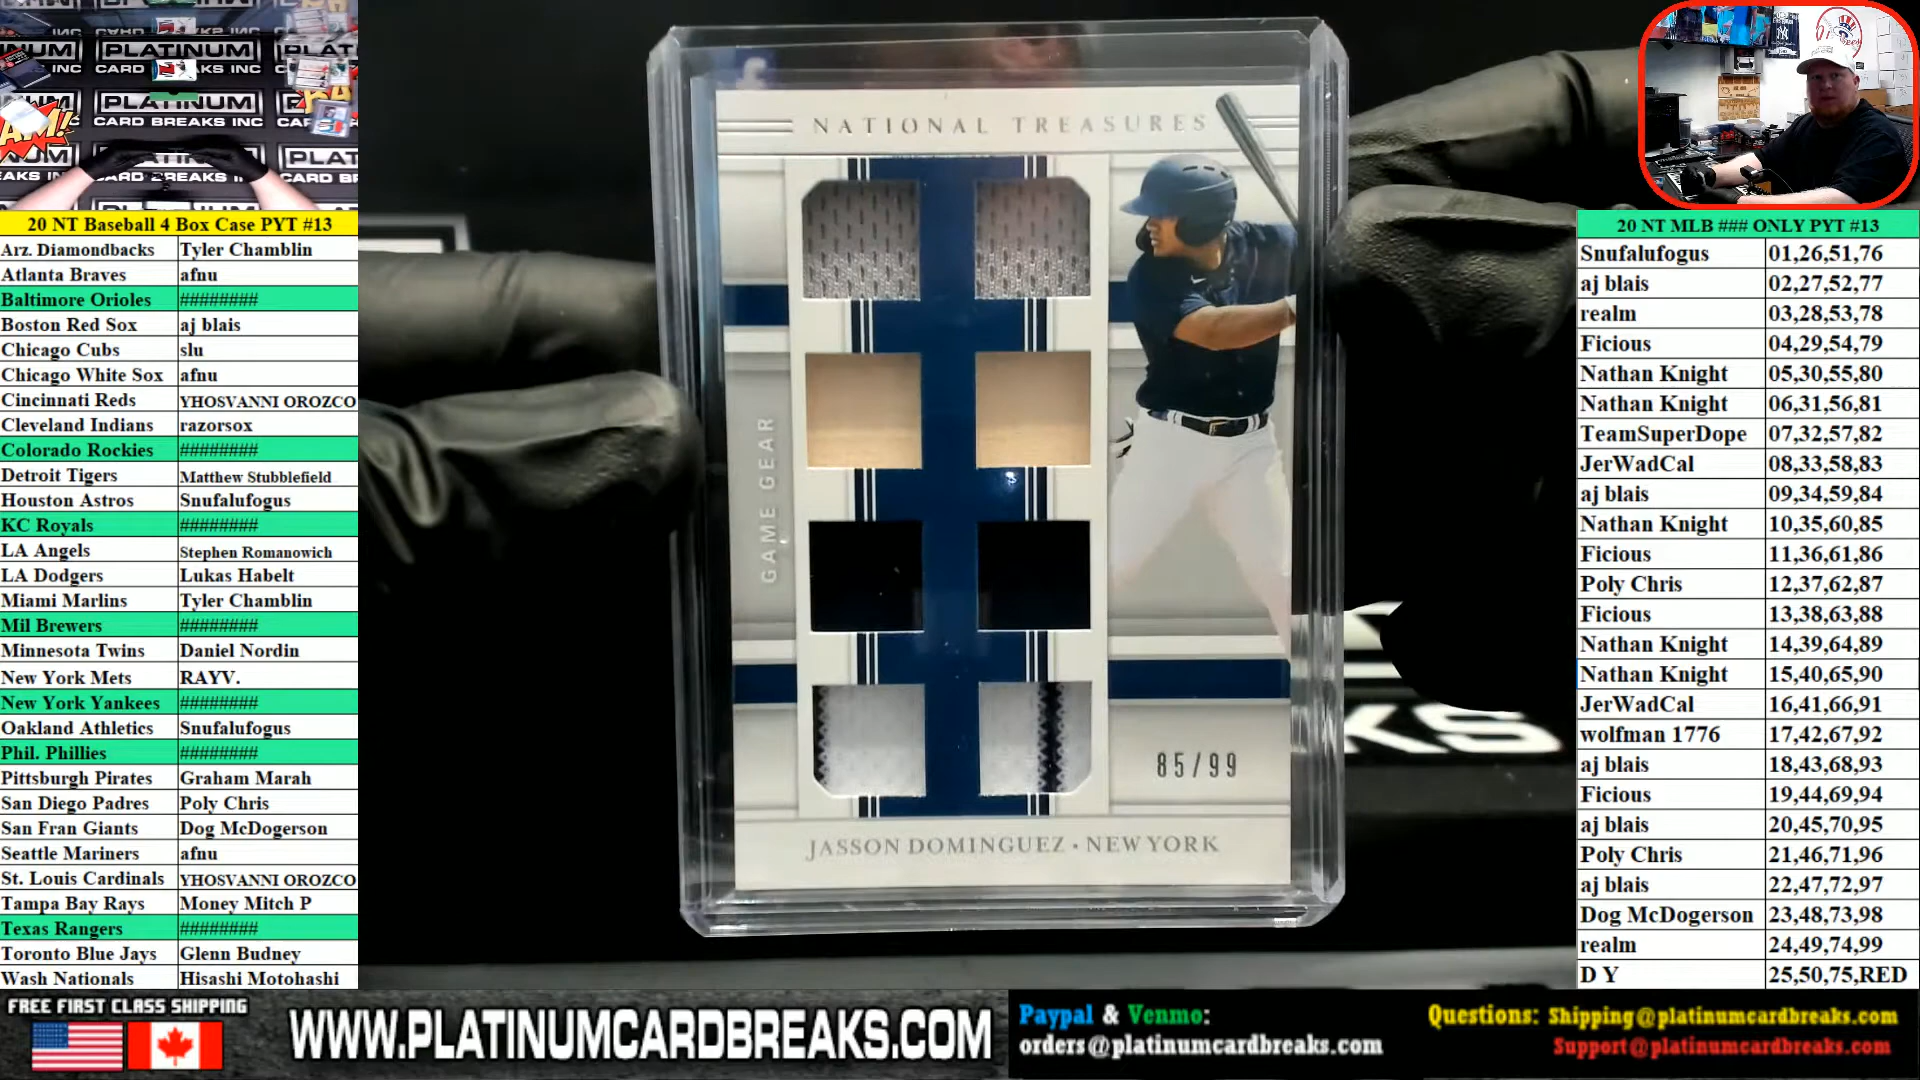 PLATINUM
CARD BREAKS INC
20 NT Baseball 4 Box Case PYT #13
Arz. Diamondbacks Tyler Chamblin
Atlanta Braves afnu
Baltimore Orioles ########
Boston Red Sox aj blais
Chicago Cubs slu
Chicago White Sox afnu
Cincinnati Reds YHOSVANNI OROZCO
Cleveland Indians razorsox
Colorado Rockies ########
Detroit Tigers Matthew Stubblefield
Houston Astros Snufalufogus
KC Royals ########
LA Angels Stephen Romanowich
LA Dodgers Lukas Habelt
Miami Marlins Tyler Chamblin
Mil Brewers ########
Minnesota Twins Daniel Nordin
New York Mets RAYV.
New York Yankees ########
Oakland Athletics Snufalufogus
Phil. Phillies ########
Pittsburgh Pirates Graham Marah
San Diego Padres Poly Chris
San Fran Giants Dog McDogerson
Seattle Mariners afnu
St. Louis Cardinals YHOSVANNI OROZCO
Tampa Bay Rays Money Mitch P
Texas Rangers ########
Toronto Blue Jays Glenn Budney
Wash Nationals Hisashi Motohashi
NATIONAL TREASURES
GAME GEAR
85/99
JASSON DOMINGUEZ • NEW YORK
KS
20 NT MLB ### ONLY PYT #13
Snufalufogus 01,26,51,76
aj blais 02,27,52,77
realm 03,28,53,78
Ficious 04,29,54,79
Nathan Knight 05,30,55,80
Nathan Knight 06,31,56,81
TeamSuperDope 07,32,57,82
JerWadCal 08,33,58,83
aj blais 09,34,59,84
Nathan Knight 10,35,60,85
Ficious 11,36,61,86
Poly Chris 12,37,62,87
Ficious 13,38,63,88
Nathan Knight 14,39,64,89
Nathan Knight 15,40,65,90
JerWadCal 16,41,66,91
wolfman 1776 17,42,67,92
aj blais 18,43,68,93
Ficious 19,44,69,94
aj blais 20,45,70,95
Poly Chris 21,46,71,96
aj blais 22,47,72,97
Dog McDogerson 23,48,73,98
realm 24,49,74,99
D Y 25,50,75,RED
FREE FIRST CLASS SHIPPING
WWW.PLATINUMCARDBREAKS.COM
Paypal & Venmo:
orders@platinumcardbreaks.com
Questions: Shipping@platinumcardbreaks.com
Support@platinumcardbreaks.com